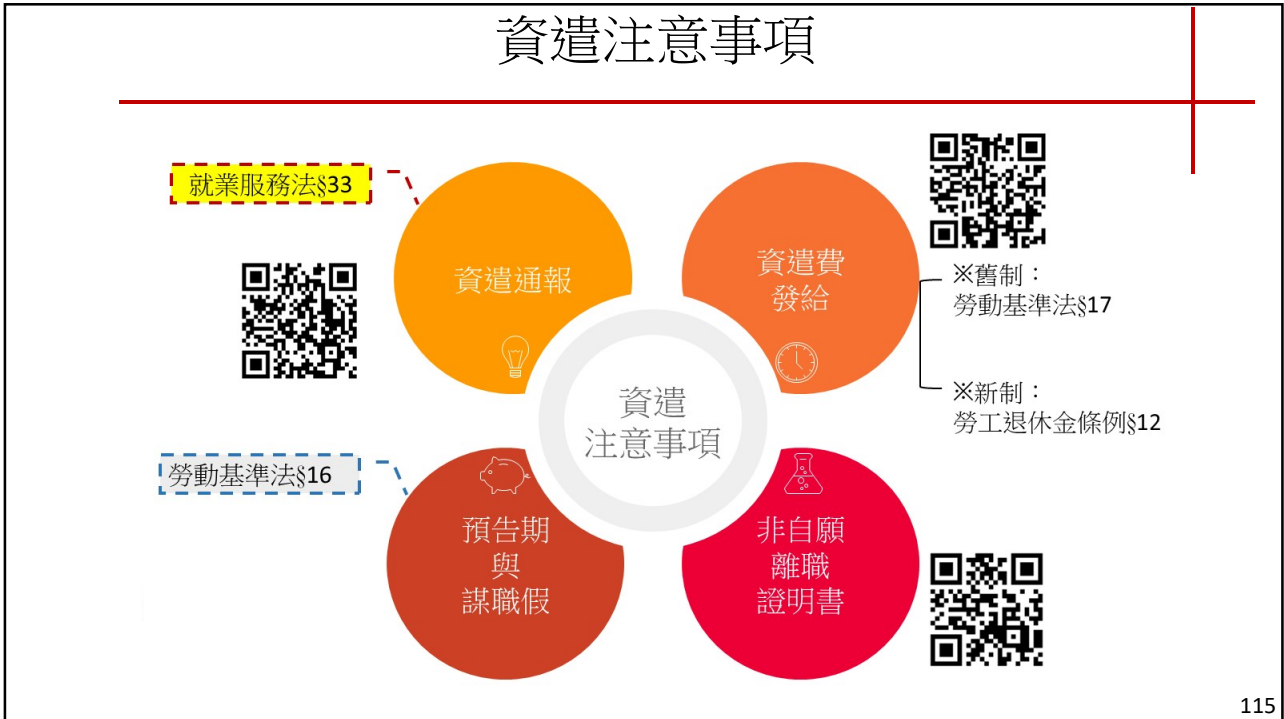 資遣注意事項
就業服務法§33
資遣通報
資遣費
發給
※舊制：
勞動基準法§17
※新制：
勞工退休金條例§12
資遣
注意事項
勞動基準法§16
預告期
與
謀職假
非自願
離職
證明書
115